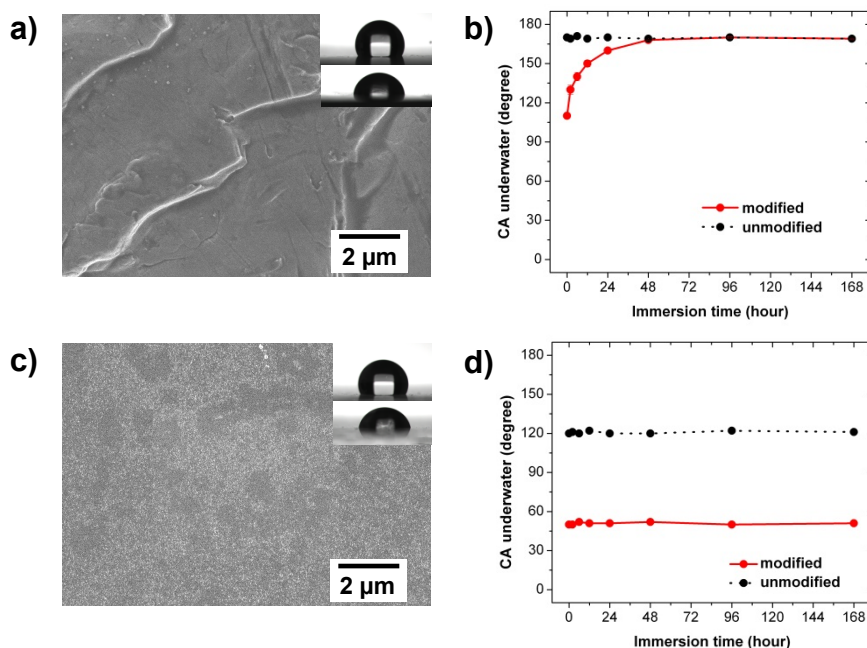 a)
2 µm
b)
CA underwater (degree)
180
150
120
90
60
30
0
modified
unmodified
0 24 48 72 96 120 144 168
Immersion time (hour)
c)
2 µm
d)
CA underwater (degree)
180
150
120
90
60
30
0
modified
unmodified
0 24 48 72 96 120 144 168
Immersion time (hour)